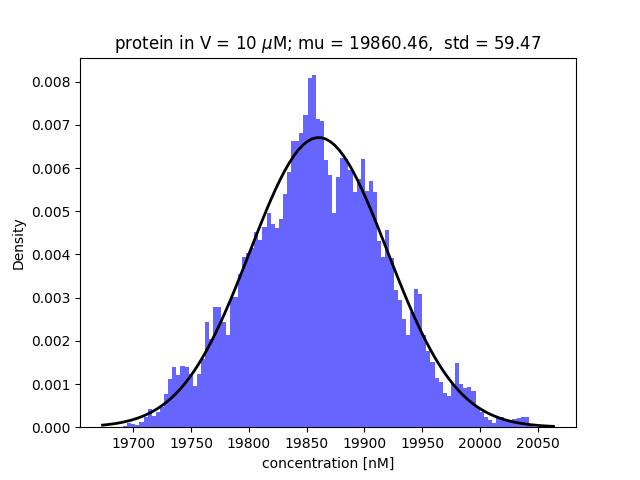 protein in V = 10 μM; mu = 19860.46,  std = 59.47
0.008
0.007
0.006
0.005
0.004
0.003
0.002
0.001
0.000
Density
19700 19750 19800 19850 19900 19950 20000 20050
concentration [nM]